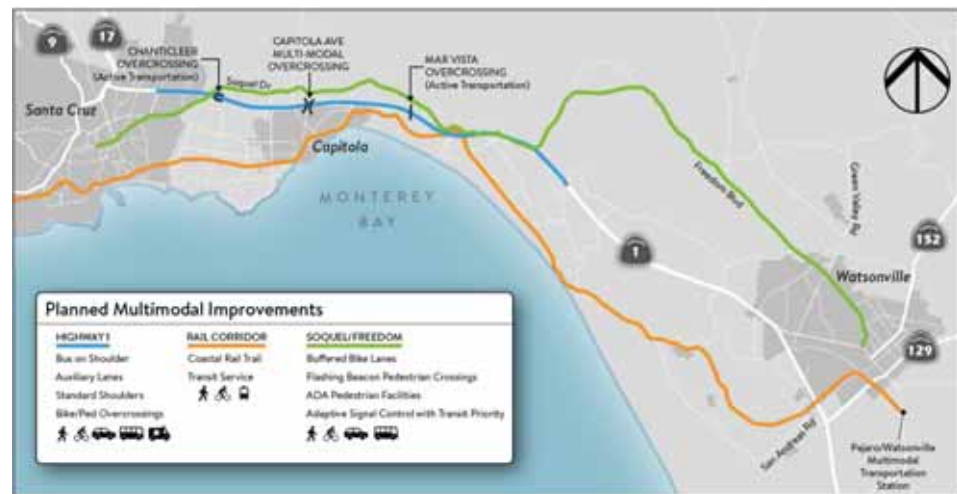 9
17
CHANTICLEER
OVERCROSSING
(Active Transportation)
CAPITOLA AVE
MULTI-MODAL
OVERCROSSING
MAR VISTA
OVERCROSSING
(Active Transportation)
Soquel Dr
Santa Cruz
Capitola
MONTEREY
BAY
Freedom Blvd
Green Valley Rd
1
152
Watsonville
129
San Andreas Rd
Pajaro/Watsonville
Multimodal
Transportation
Station
Planned Multimodal Improvements
HIGHWAY 1
Bus on Shoulder
Auxiliary Lanes
Standard Shoulders
Bike/Ped Overcrossings
RAIL CORRIDOR
Coastal Rail Trail
Transit Service
SOQUEL/FREEDOM
Buffered Bike Lanes
Flashing Beacon Pedestrian Crossings
ADA Pedestrian Facilities
Adaptive Signal Control with Transit Priority